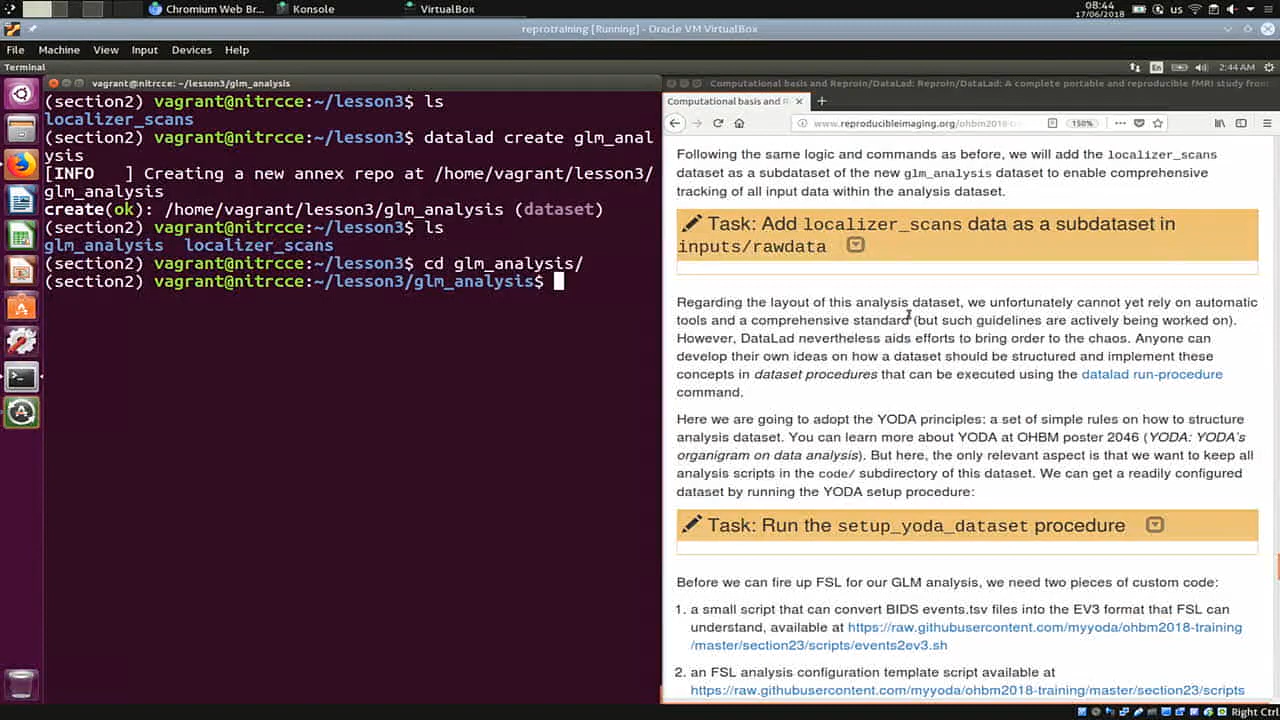 Chromium Web Br...
Konsole
VirtualBox
us
08:44
17/06/2018
reprotraining [Running] - Oracle VM VirtualBox
File Machine View Input Devices Help
Terminal
En
2:44 AM
vagrant@nitrcce: ~/lesson3/glm_analysis
(section2) vagrant@nitrcce:~/lesson3$ ls
localizer_scans
(section2) vagrant@nitrcce:~/lesson3$ datalad create glm_anal
ysis
[INFO   ] Creating a new annex repo at /home/vagrant/lesson3/
glm_analysis
create(ok): /home/vagrant/lesson3/glm_analysis (dataset)
(section2) vagrant@nitrcce:~/lesson3$ ls
glm_analysis  localizer_scans
(section2) vagrant@nitrcce:~/lesson3$ cd glm_analysis/
(section2) vagrant@nitrcce:~/lesson3/glm_analysis$
Computational basis and ReproIn/DataLad: ReproIn/DataLad: A complete portable and reproducible fMRI study from
Computational basis and R
www.reproducibleimaging.org/ohbm2018-
150%
Following the same logic and commands as before, we will add the localizer_scans
dataset as a subdataset of the new glm_analysis dataset to enable comprehensive
tracking of all input data within the analysis dataset.
Task: Add localizer_scans data as a subdataset in
inputs/rawdata
Regarding the layout of this analysis dataset, we unfortunately cannot yet rely on automatic
tools and a comprehensive standard (but such guidelines are actively being worked on).
However, DataLad nevertheless aids efforts to bring order to the chaos. Anyone can
develop their own ideas on how a dataset should be structured and implement these
concepts in dataset procedures that can be executed using the datalad run-procedure
command.
Here we are going to adopt the YODA principles: a set of simple rules on how to structure
analysis dataset. You can learn more about YODA at OHBM poster 2046 (YODA: YODA's
organigram on data analysis). But here, the only relevant aspect is that we want to keep all
analysis scripts in the code/ subdirectory of this dataset. We can get a readily configured
dataset by running the YODA setup procedure:
Task: Run the setup_yoda_dataset procedure
Before we can fire up FSL for our GLM analysis, we need two pieces of custom code:
1. a small script that can convert BIDS events.tsv files into the EV3 format that FSL can
understand, available at https://raw.githubusercontent.com/myyoda/ohbm2018-training
/master/section23/scripts/events2ev3.sh
2. an FSL analysis configuration template script available at
https://raw.githubusercontent.com/myyoda/ohbm2018-training/master/section23/scripts
Right Ctrl